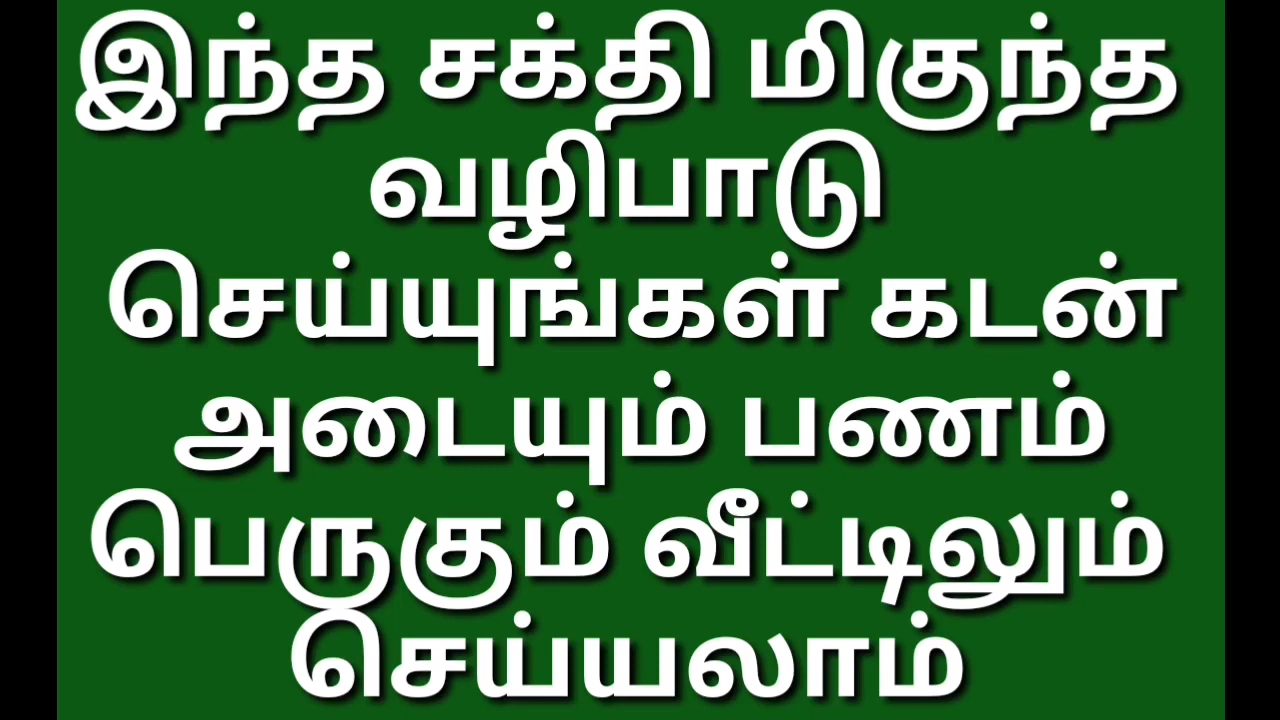 இந்த சக்தி மிகுந்த
வழிபாடு
செய்யுங்கள் கடன்
அடையும் பணம்
பெருகும் வீட்டிலும்
செய்யலாம்